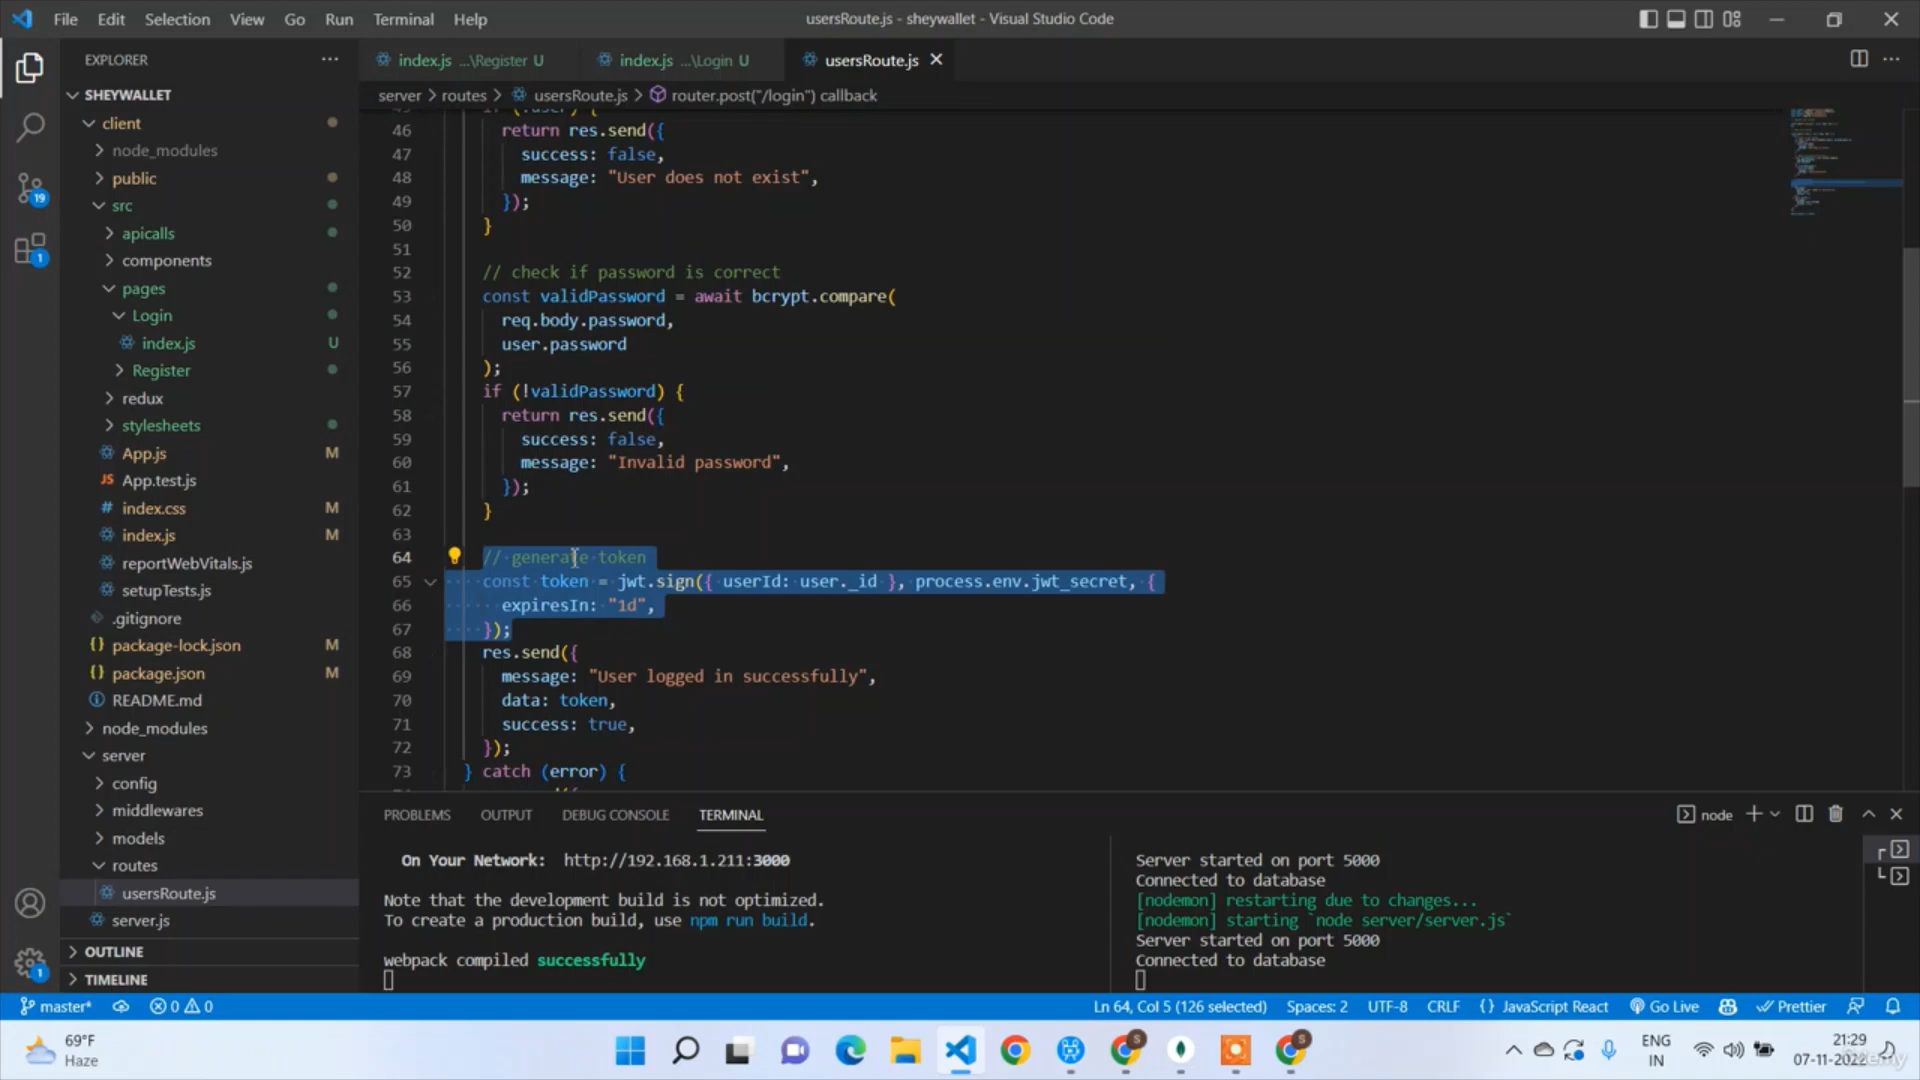 File Edit Selection View Go Run Terminal Help
usersRoute.js - sheywallet - Visual Studio Code
EXPLORER
index.js ...\Register U
index.js ...\Login U
usersRoute.js
SHEYWALLET
server > routes > usersRoute.js > router.post("/login") callback
client
node_modules
public
src
apicalls
components
pages
Login
index.js U
Register
redux
stylesheets
App.js M
App.test.js
index.css M
index.js M
reportWebVitals.js
setupTests.js
.gitignore
package-lock.json M
package.json M
README.md
node_modules
server
config
middlewares
models
routes
usersRoute.js
server.js
OUTLINE
TIMELINE
19
1
1
46 return res.send({
47 success: false,
48 message: "User does not exist",
49 });
50 }
51
52 // check if password is correct
53 const validPassword = await bcrypt.compare(
54 req.body.password,
55 user.password
56 );
57 if (!validPassword) {
58 return res.send({
59 success: false,
60 message: "Invalid password",
61 });
62 }
63
64 // generate token
65 const token = jwt.sign({ userId: user._id }, process.env.jwt_secret, {
66 expiresIn: "1d",
67 });
68 res.send({
69 message: "User logged in successfully",
70 data: token,
71 success: true,
72 });
73 } catch (error) {
PROBLEMS OUTPUT DEBUG CONSOLE TERMINAL
node
On Your Network: http://192.168.1.211:3000
Note that the development build is not optimized.
To create a production build, use npm run build.
webpack compiled successfully
Server started on port 5000
Connected to database
[nodemon] restarting due to changes...
[nodemon] starting `node server/server.js`
Server started on port 5000
Connected to database
master* 0 0
Ln 64, Col 5 (126 selected) Spaces: 2 UTF-8 CRLF {} JavaScript React Go Live Prettier
69°F
Haze
ENG
IN
21:29
07-11-2022